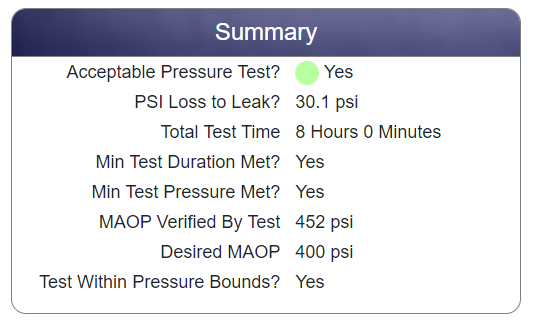 Summary
Acceptable Pressure Test? Yes
PSI Loss to Leak? 30.1 psi
Total Test Time 8 Hours 0 Minutes
Min Test Duration Met? Yes
Min Test Pressure Met? Yes
MAOP Verified By Test 452 psi
Desired MAOP 400 psi
Test Within Pressure Bounds? Yes